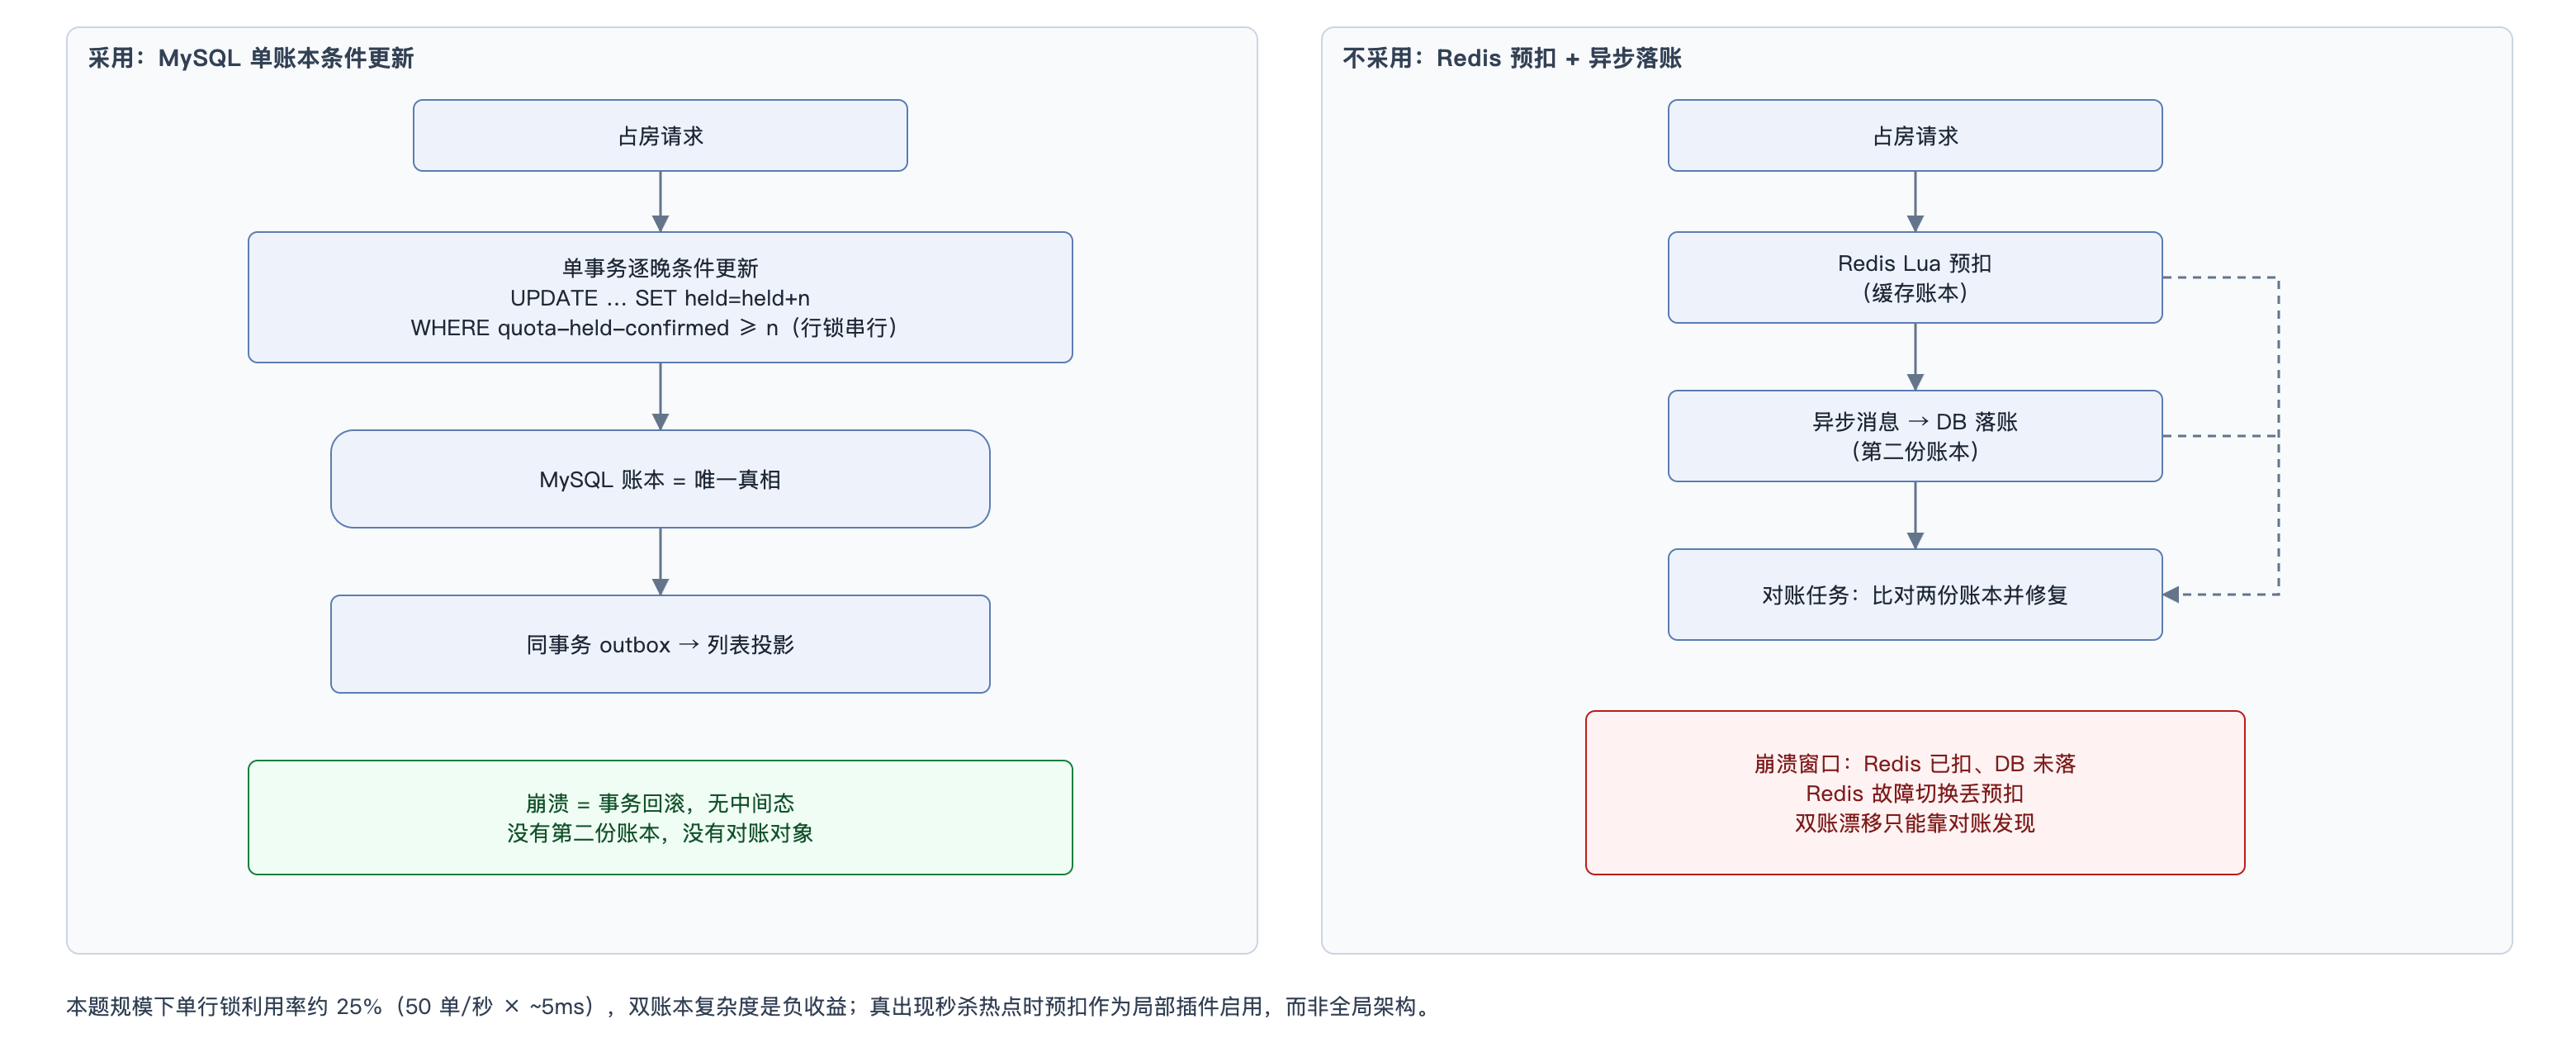 采用：MySQL 单账本条件更新
占房请求
单事务逐晚条件更新
UPDATE … SET held=held+n
WHERE quota−held−confirmed ≥ n（行锁串行）
MySQL 账本 = 唯一真相
同事务 outbox → 列表投影
崩溃 = 事务回滚，无中间态
没有第二份账本，没有对账对象
不采用：Redis 预扣 + 异步落账
占房请求
Redis Lua 预扣
（缓存账本）
异步消息 → DB 落账
（第二份账本）
对账任务：比对两份账本并修复
崩溃窗口：Redis 已扣、DB 未落
Redis 故障切换丢预扣
双账漂移只能靠对账发现
本题规模下单行锁利用率约 25%（50 单/秒 × ~5ms），双账本复杂度是负收益；真出现秒杀热点时预扣作为局部插件启用，而非全局架构。